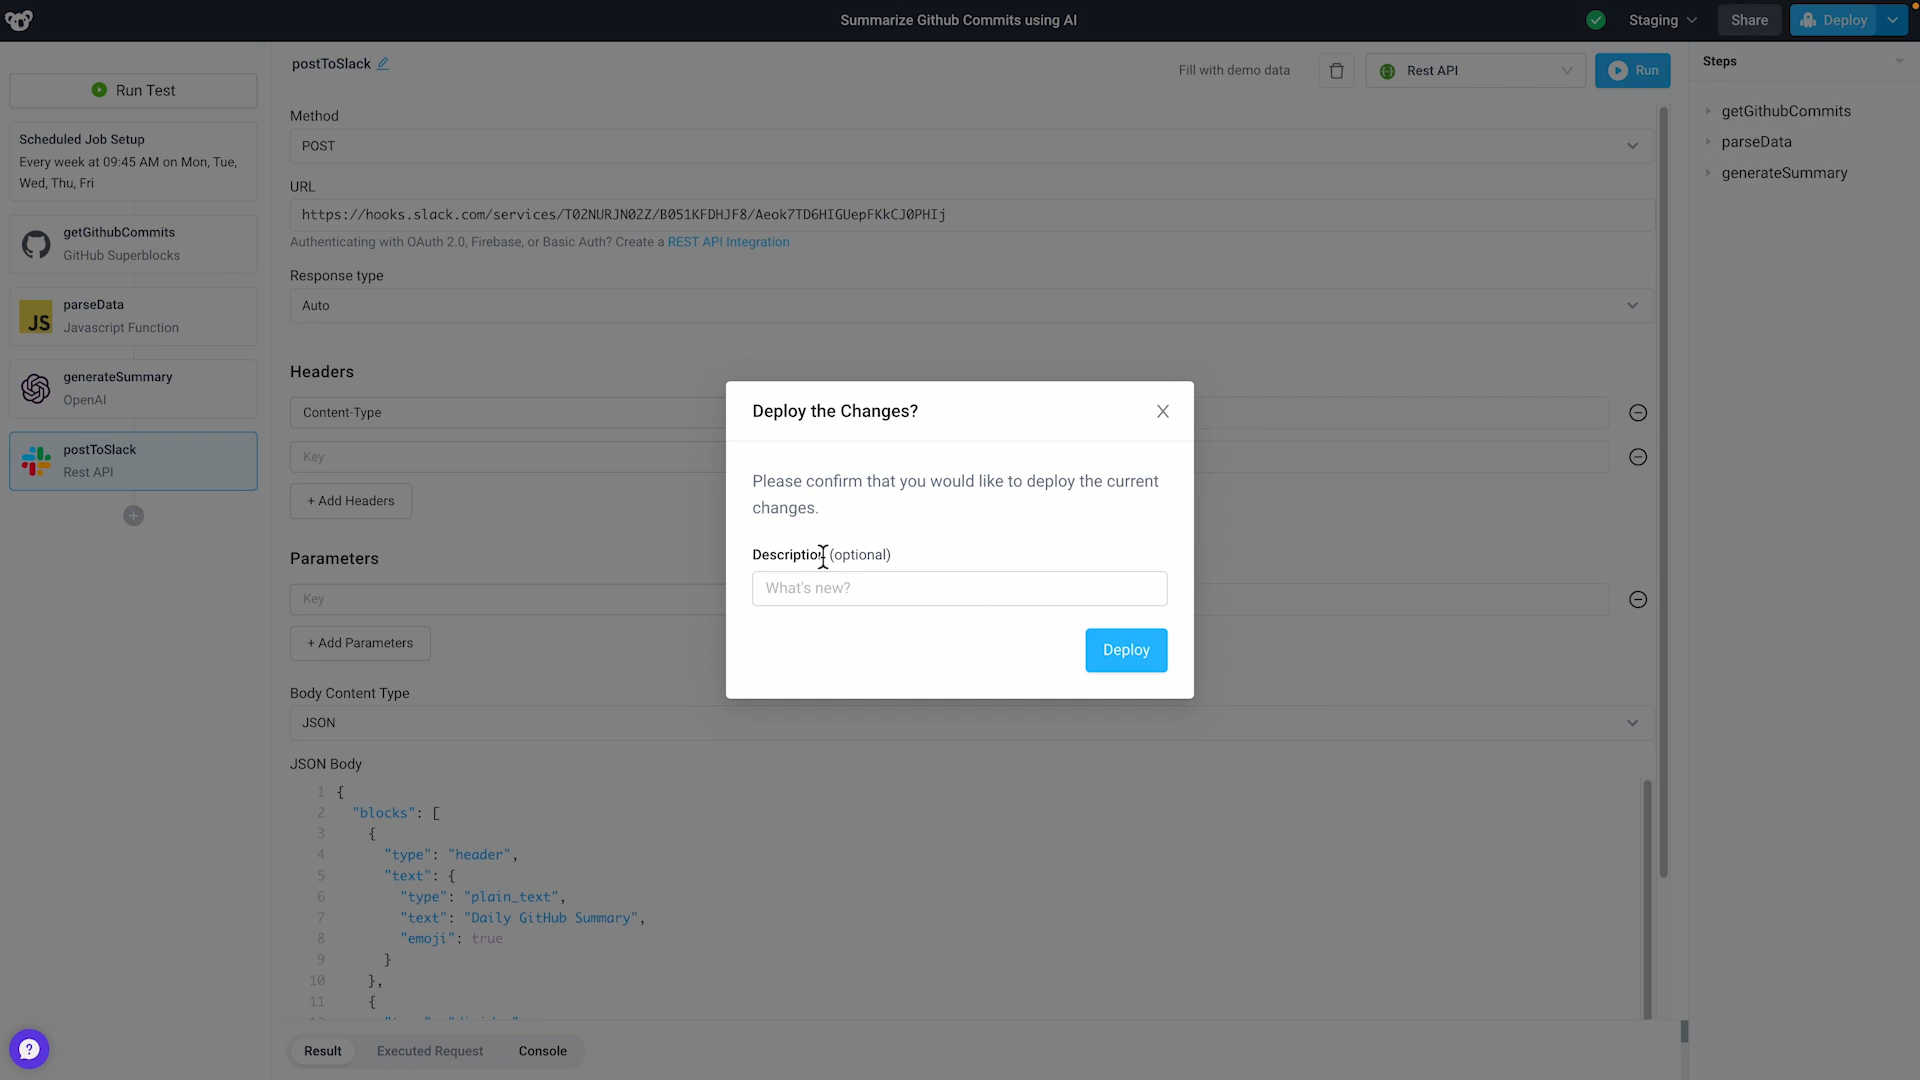 Summarize Github Commits using AI
Staging
Share
Deploy
Run Test
Scheduled Job Setup
Every week at 09:45 AM on Mon, Tue,
Wed, Thu, Fri
getGithubCommits
GitHub Superblocks
JS
parseData
Javascript Function
generateSummary
OpenAI
postToSlack
Rest API
postToSlack
Fill with demo data
Rest API
Run
Method
POST
URL
https://hooks.slack.com/services/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
Authenticating with OAuth 2.0, Firebase, or Basic Auth? Create a REST API Integration
Response type
Auto
Headers
Content-Type
Key
+ Add Headers
Parameters
Key
+ Add Parameters
Body Content Type
JSON
JSON Body
1 {
2 "blocks": [
3 {
4 "type": "header",
5 "text": {
6 "type": "plain_text",
7 "text": "Daily GitHub Summary",
8 "emoji": true
9 }
10 },
11 {
Result
Executed Request
Console
Deploy the Changes?
Please confirm that you would like to deploy the current
changes.
Description (optional)
What's new?
Deploy
Steps
getGithubCommits
parseData
generateSummary